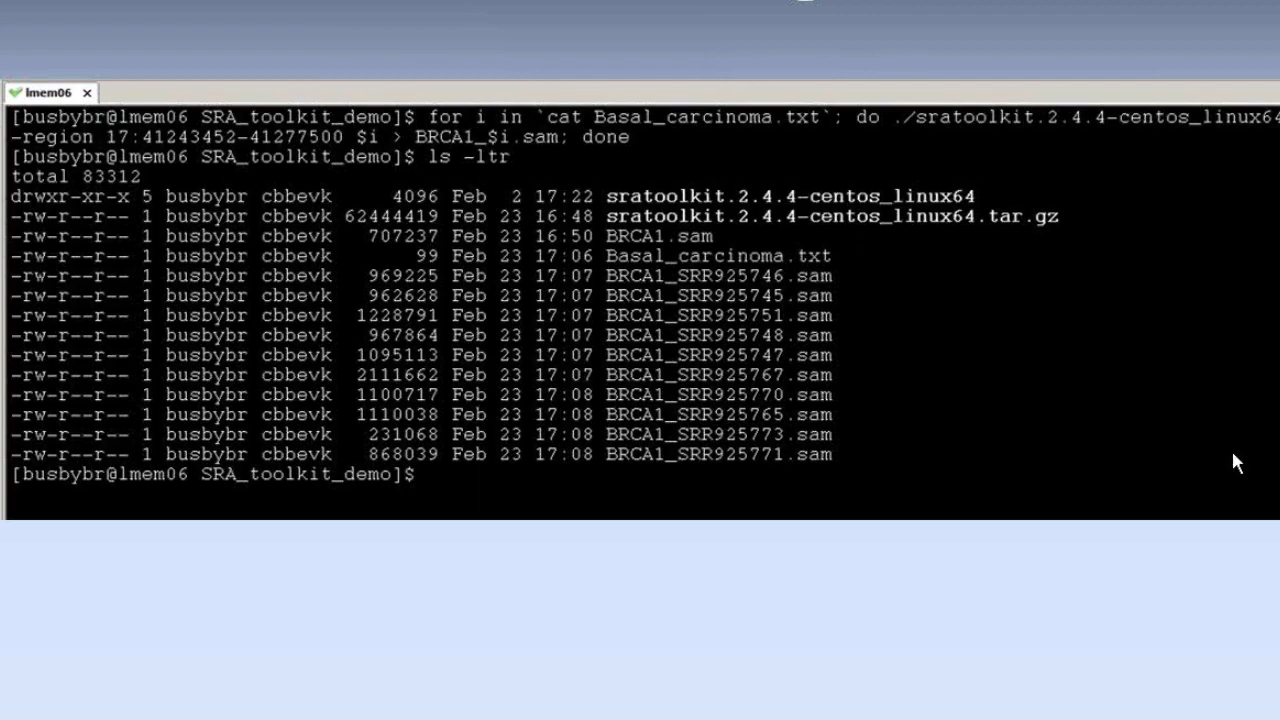 lmem06
[busbybr@lmem06 SRA_toolkit_demo]$ for i in `cat Basal_carcinoma.txt`; do ./sratoolkit.2.4.4-centos_linux64
-region 17:41243452-41277500 $i > BRCA1_$i.sam; done
[busbybr@lmem06 SRA_toolkit_demo]$ ls -ltr
total 83312
drwxr-xr-x 5 busbybr cbbevk 4096 Feb 2 17:22 sratoolkit.2.4.4-centos_linux64
-rw-r--r-- 1 busbybr cbbevk 62444419 Feb 23 16:48 sratoolkit.2.4.4-centos_linux64.tar.gz
-rw-r--r-- 1 busbybr cbbevk 707237 Feb 23 16:50 BRCA1.sam
-rw-r--r-- 1 busbybr cbbevk 99 Feb 23 17:06 Basal_carcinoma.txt
-rw-r--r-- 1 busbybr cbbevk 969225 Feb 23 17:07 BRCA1_SRR925746.sam
-rw-r--r-- 1 busbybr cbbevk 962628 Feb 23 17:07 BRCA1_SRR925745.sam
-rw-r--r-- 1 busbybr cbbevk 1228791 Feb 23 17:07 BRCA1_SRR925751.sam
-rw-r--r-- 1 busbybr cbbevk 967864 Feb 23 17:07 BRCA1_SRR925748.sam
-rw-r--r-- 1 busbybr cbbevk 1095113 Feb 23 17:07 BRCA1_SRR925747.sam
-rw-r--r-- 1 busbybr cbbevk 2111662 Feb 23 17:07 BRCA1_SRR925767.sam
-rw-r--r-- 1 busbybr cbbevk 1100717 Feb 23 17:08 BRCA1_SRR925770.sam
-rw-r--r-- 1 busbybr cbbevk 1110038 Feb 23 17:08 BRCA1_SRR925765.sam
-rw-r--r-- 1 busbybr cbbevk 231068 Feb 23 17:08 BRCA1_SRR925773.sam
-rw-r--r-- 1 busbybr cbbevk 868039 Feb 23 17:08 BRCA1_SRR925771.sam
[busbybr@lmem06 SRA_toolkit_demo]$